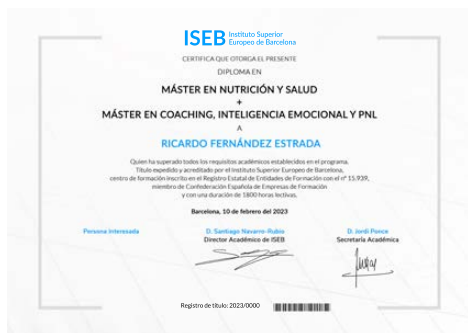 ISEB Instituto Superior
Europeo de Barcelona
CERTIFICA QUE OTORGA EL PRESENTE
DIPLOMA EN
MÁSTER EN NUTRICIÓN Y SALUD
+
MÁSTER EN COACHING, INTELIGENCIA EMOCIONAL Y PNL
A
RICARDO FERNÁNDEZ ESTRADA
Quien ha superado todos los requisitos académicos establecidos en el programa.
Título expedido y acreditado por el Instituto Superior Europeo de Barcelona,
centro de formación inscrito en el Registro Estatal de Entidades de Formación con el nº 15.939,
miembro de Confederación Española de Empresas de Formación
y con una duración de 1800 horas lectivas.
Barcelona, 10 de febrero del 2023
Persona Interesada
D. Santiago Navarro-Rubio
Director Académico de ISEB
D. Jordi Ponce
Secretaría Académica
Registro de título: 2023/0000